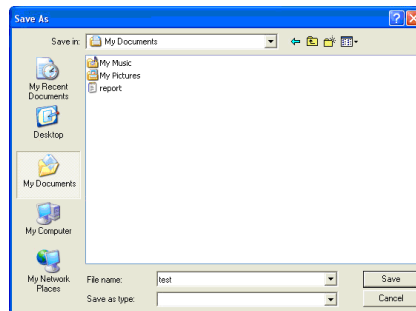 Save As
Save in:
My Documents
My Recent
Documents
Desktop
My Documents
My Computer
My Network
Places
My Music
My Pictures
report
File name:
test
Save
Save as type:
Cancel